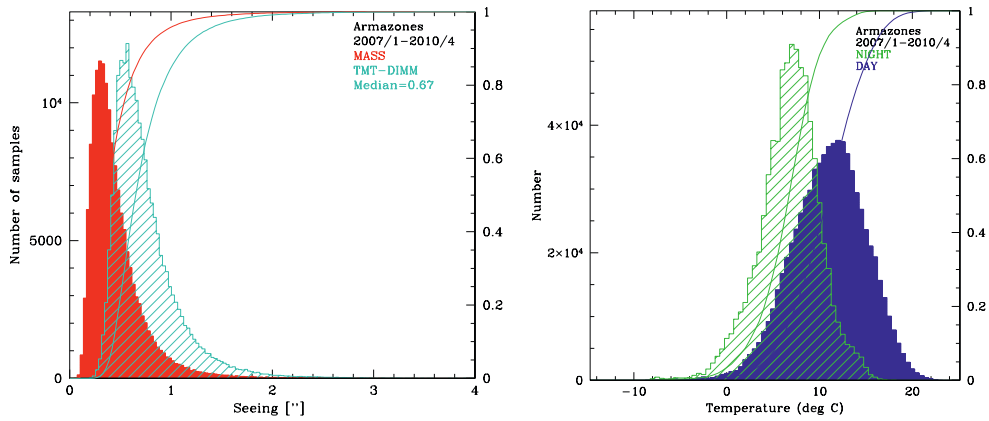 Armazones
2007/1-2010/4
MASS
TMT-DIMM
Median=0.67
Number of samples
10⁴
5000
0
0
1
2
3
4
Seeing ['']
1
0.8
0.6
0.4
0.2
0
Armazones
2007/1-2010/4
NIGHT
DAY
Number
4×10⁴
2×10⁴
0
-10
0
10
20
Temperature (deg C)
1
0.8
0.6
0.4
0.2
0